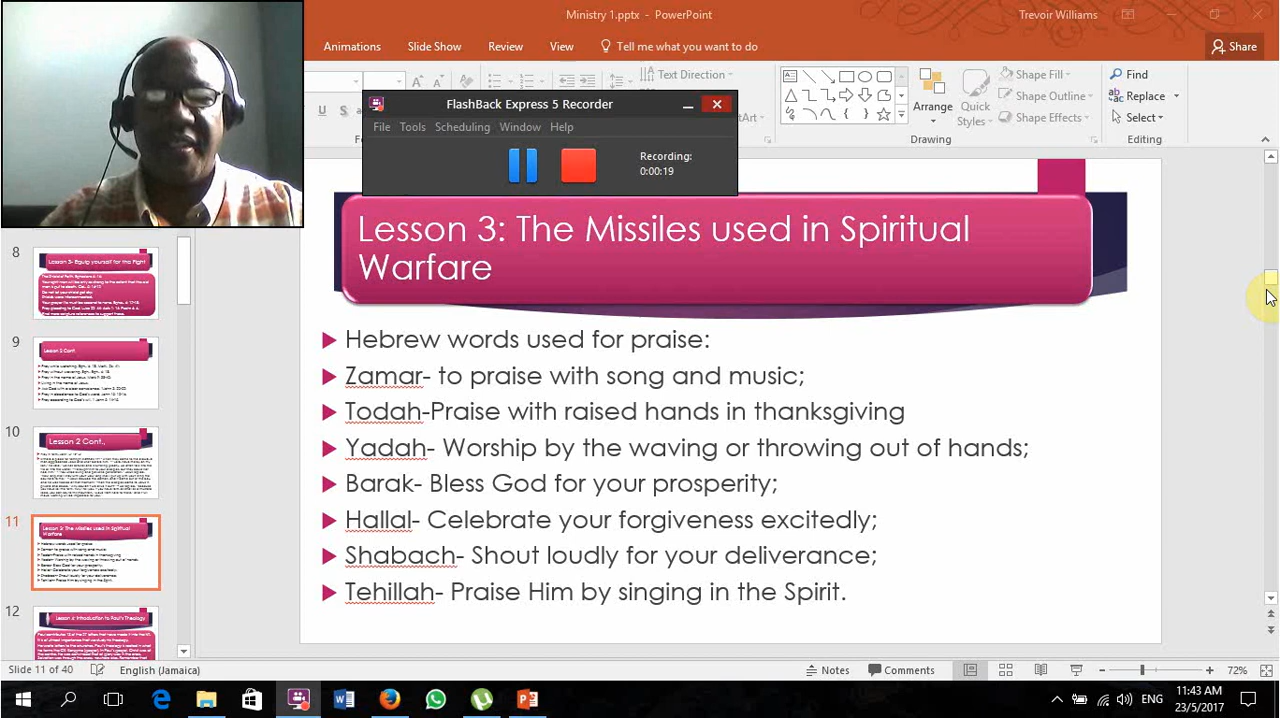 Ministry 1.pptx - PowerPoint
Trevoir Williams
Animations Slide Show Review View Tell me what you want to do Share
Text Direction
Arrange
Quick Styles
Shape Fill
Shape Outline
Shape Effects
Drawing
Find
Replace
Select
Editing
FlashBack Express 5 Recorder
File Tools Scheduling Window Help
Recording:
0:00:19
Lesson 3: The Missiles used in Spiritual
Warfare
Hebrew words used for praise:
Zamar- to praise with song and music;
Todah-Praise with raised hands in thanksgiving
Yadah- Worship by the waving or throwing out of hands;
Barak- Bless God for your prosperity;
Hallal- Celebrate your forgiveness excitedly;
Shabach- Shout loudly for your deliverance;
Tehillah- Praise Him by singing in the Spirit.
8
9
Lesson 2 Cont.
10
Lesson 2 Cont.,
11
Lesson 3: The Missiles used in Spiritual
Warfare
12
Lesson 4: Introduction to Paul's Theology
Slide 11 of 40 English (Jamaica) Notes Comments 72%
ENG
11:43 AM
23/5/2017